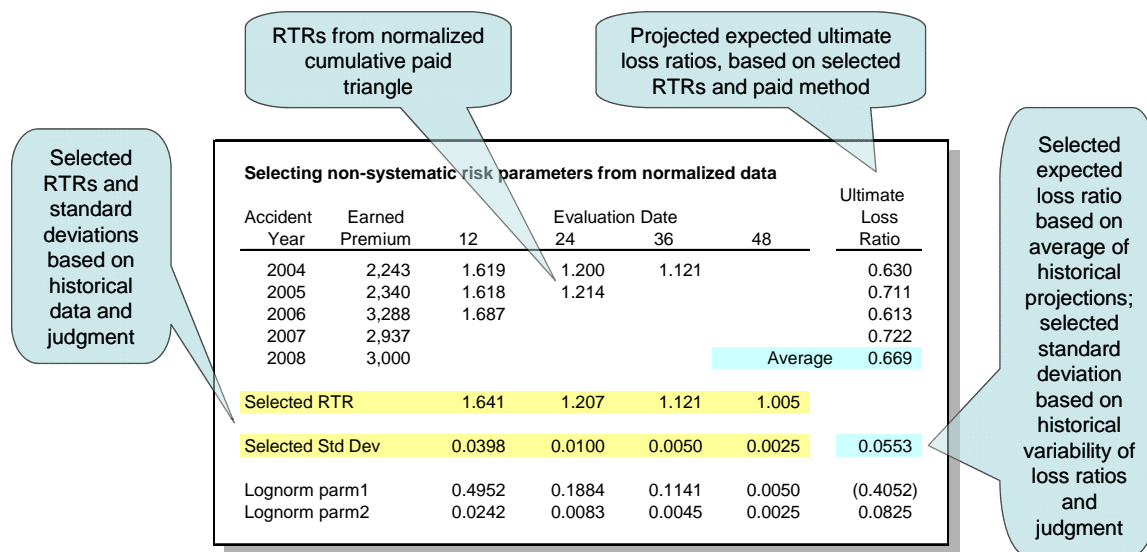 RTRs from normalized
cumulative paid
triangle
Projected expected ultimate
loss ratios, based on selected
RTRs and paid method
Selected
RTRs and
standard
deviations
based on
historical
data and
judgment
Selecting non-systematic risk parameters from normalized data
Ultimate
Accident Earned Evaluation Date Loss
Year Premium 12 24 36 48 Ratio
2004 2,243 1.619 1.200 1.121 0.630
2005 2,340 1.618 1.214 0.711
2006 3,288 1.687 0.613
2007 2,937 0.722
2008 3,000 Average 0.669
Selected RTR 1.641 1.207 1.121 1.005
Selected Std Dev 0.0398 0.0100 0.0050 0.0025 0.0553
Lognorm parm1 0.4952 0.1884 0.1141 0.0050 (0.4052)
Lognorm parm2 0.0242 0.0083 0.0045 0.0025 0.0825
Selected
expected
loss ratio
based on
average of
historical
projections;
selected
standard
deviation
based on
historical
variability of
loss ratios
and
judgment